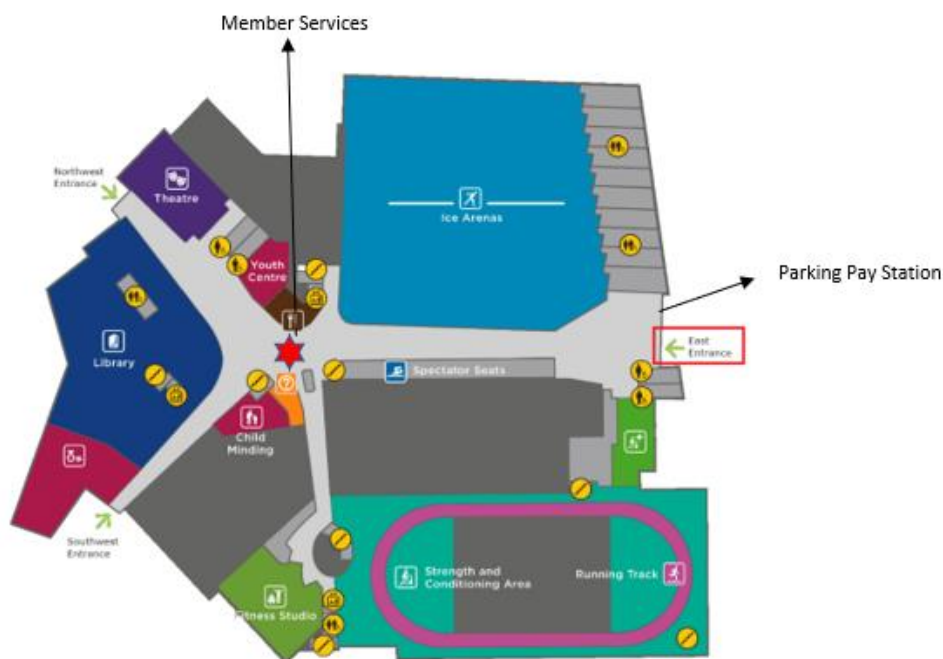 Member Services
Northwest
Entrance
Theatre
Ice Arenas
Youth
Centre
Parking Pay Station
East
Entrance
Library
Spectator Seats
?
Child
Minding
Southwest
Entrance
Strength and
Conditioning Area
Running Track
Fitness Studio